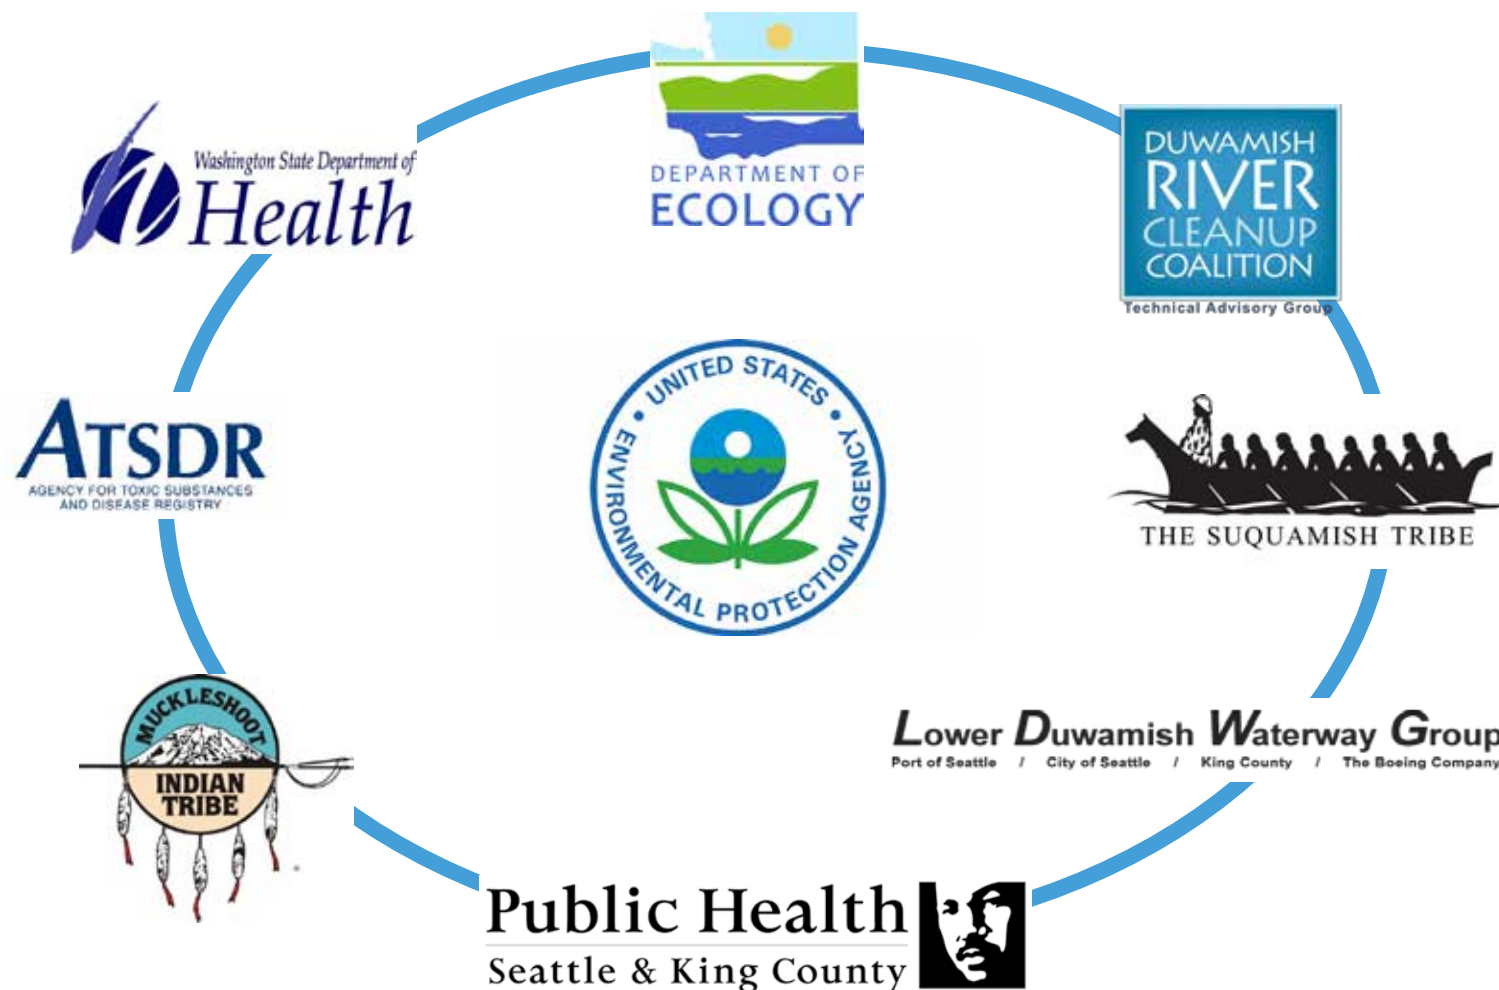 DEPARTMENT OF
ECOLOGY
Washington State Department of
Health
DUWAMISH
RIVER
CLEANUP
COALITION
Technical Advisory Group
ATSDR
AGENCY FOR TOXIC SUBSTANCES
AND DISEASE REGISTRY
UNITED STATES
ENVIRONMENTAL PROTECTION AGENCY
THE SUQUAMISH TRIBE
MUCKLESHOOT
INDIAN
TRIBE
Lower Duwamish Waterway Group
Port of Seattle / City of Seattle / King County / The Boeing Company
Public Health
Seattle & King County